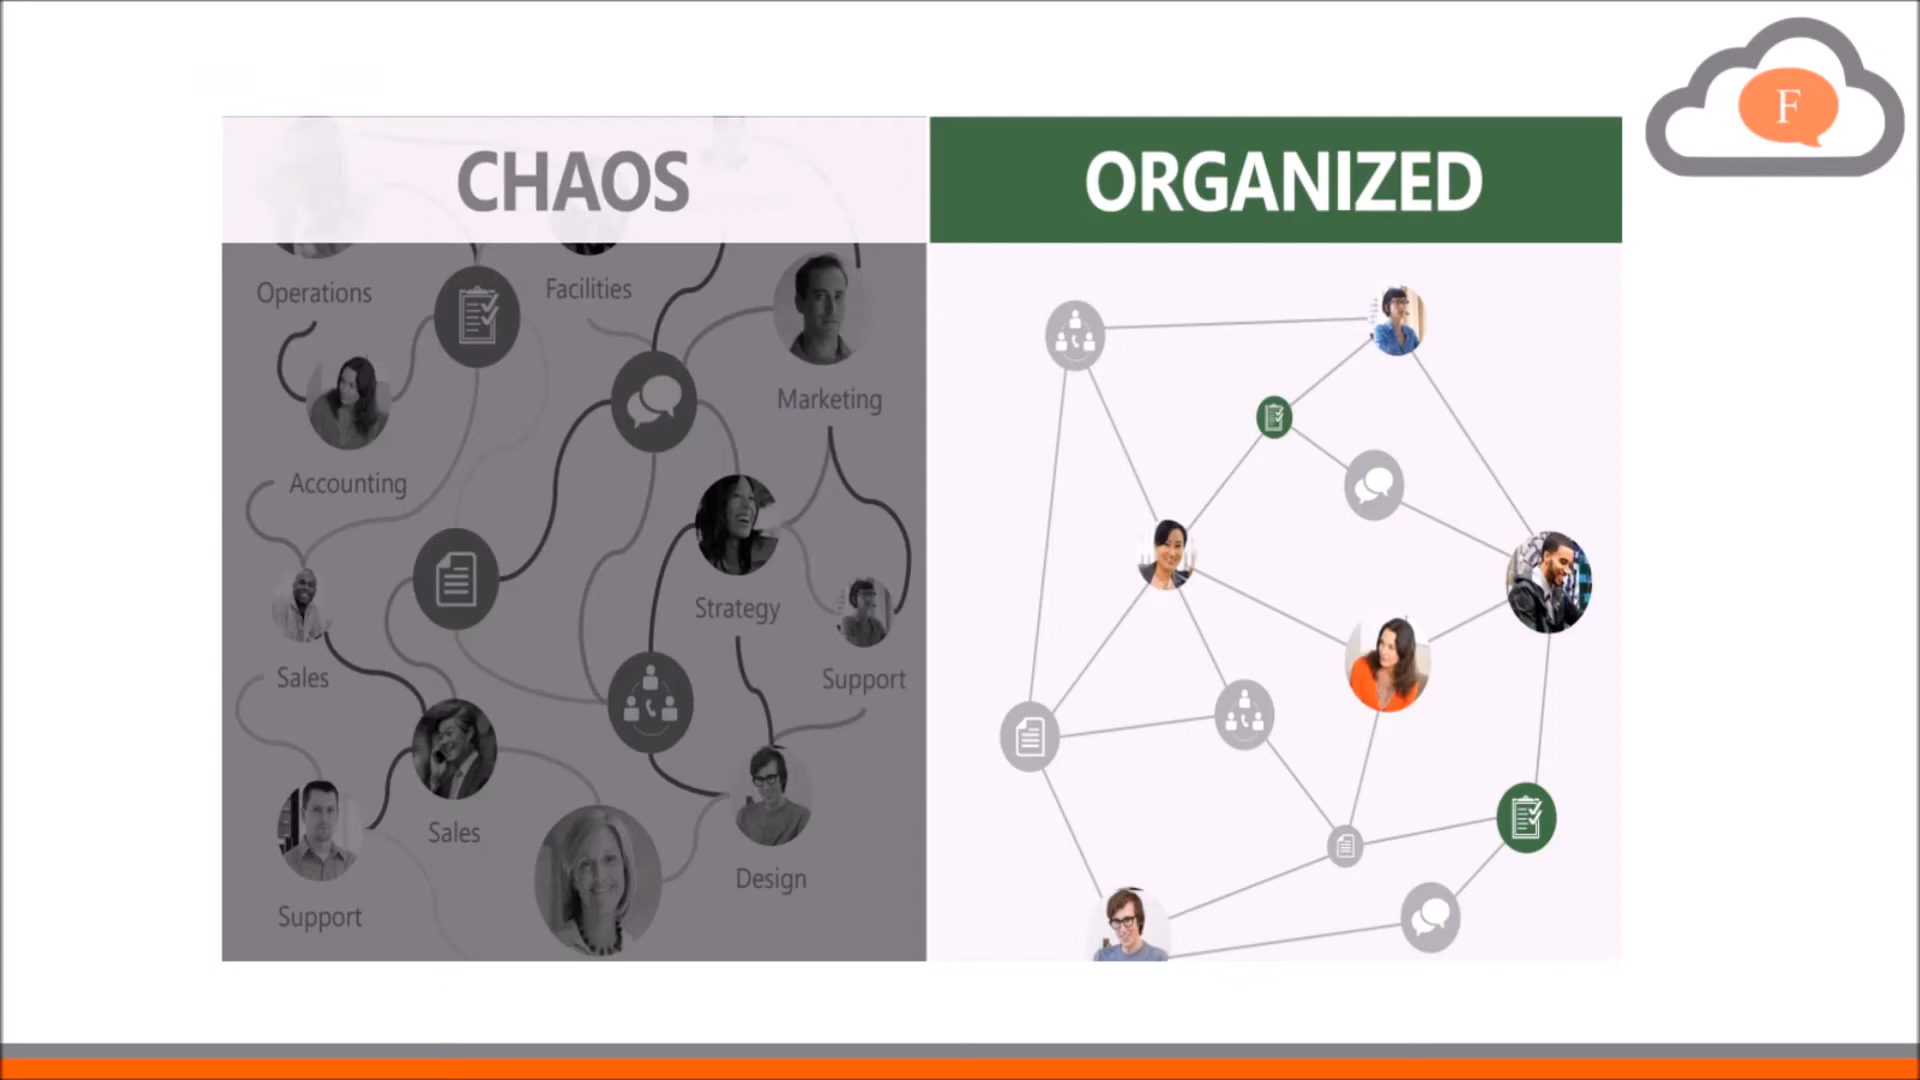 F
CHAOS
ORGANIZED
Operations
Facilities
Marketing
Accounting
Strategy
Sales
Support
Sales
Design
Support